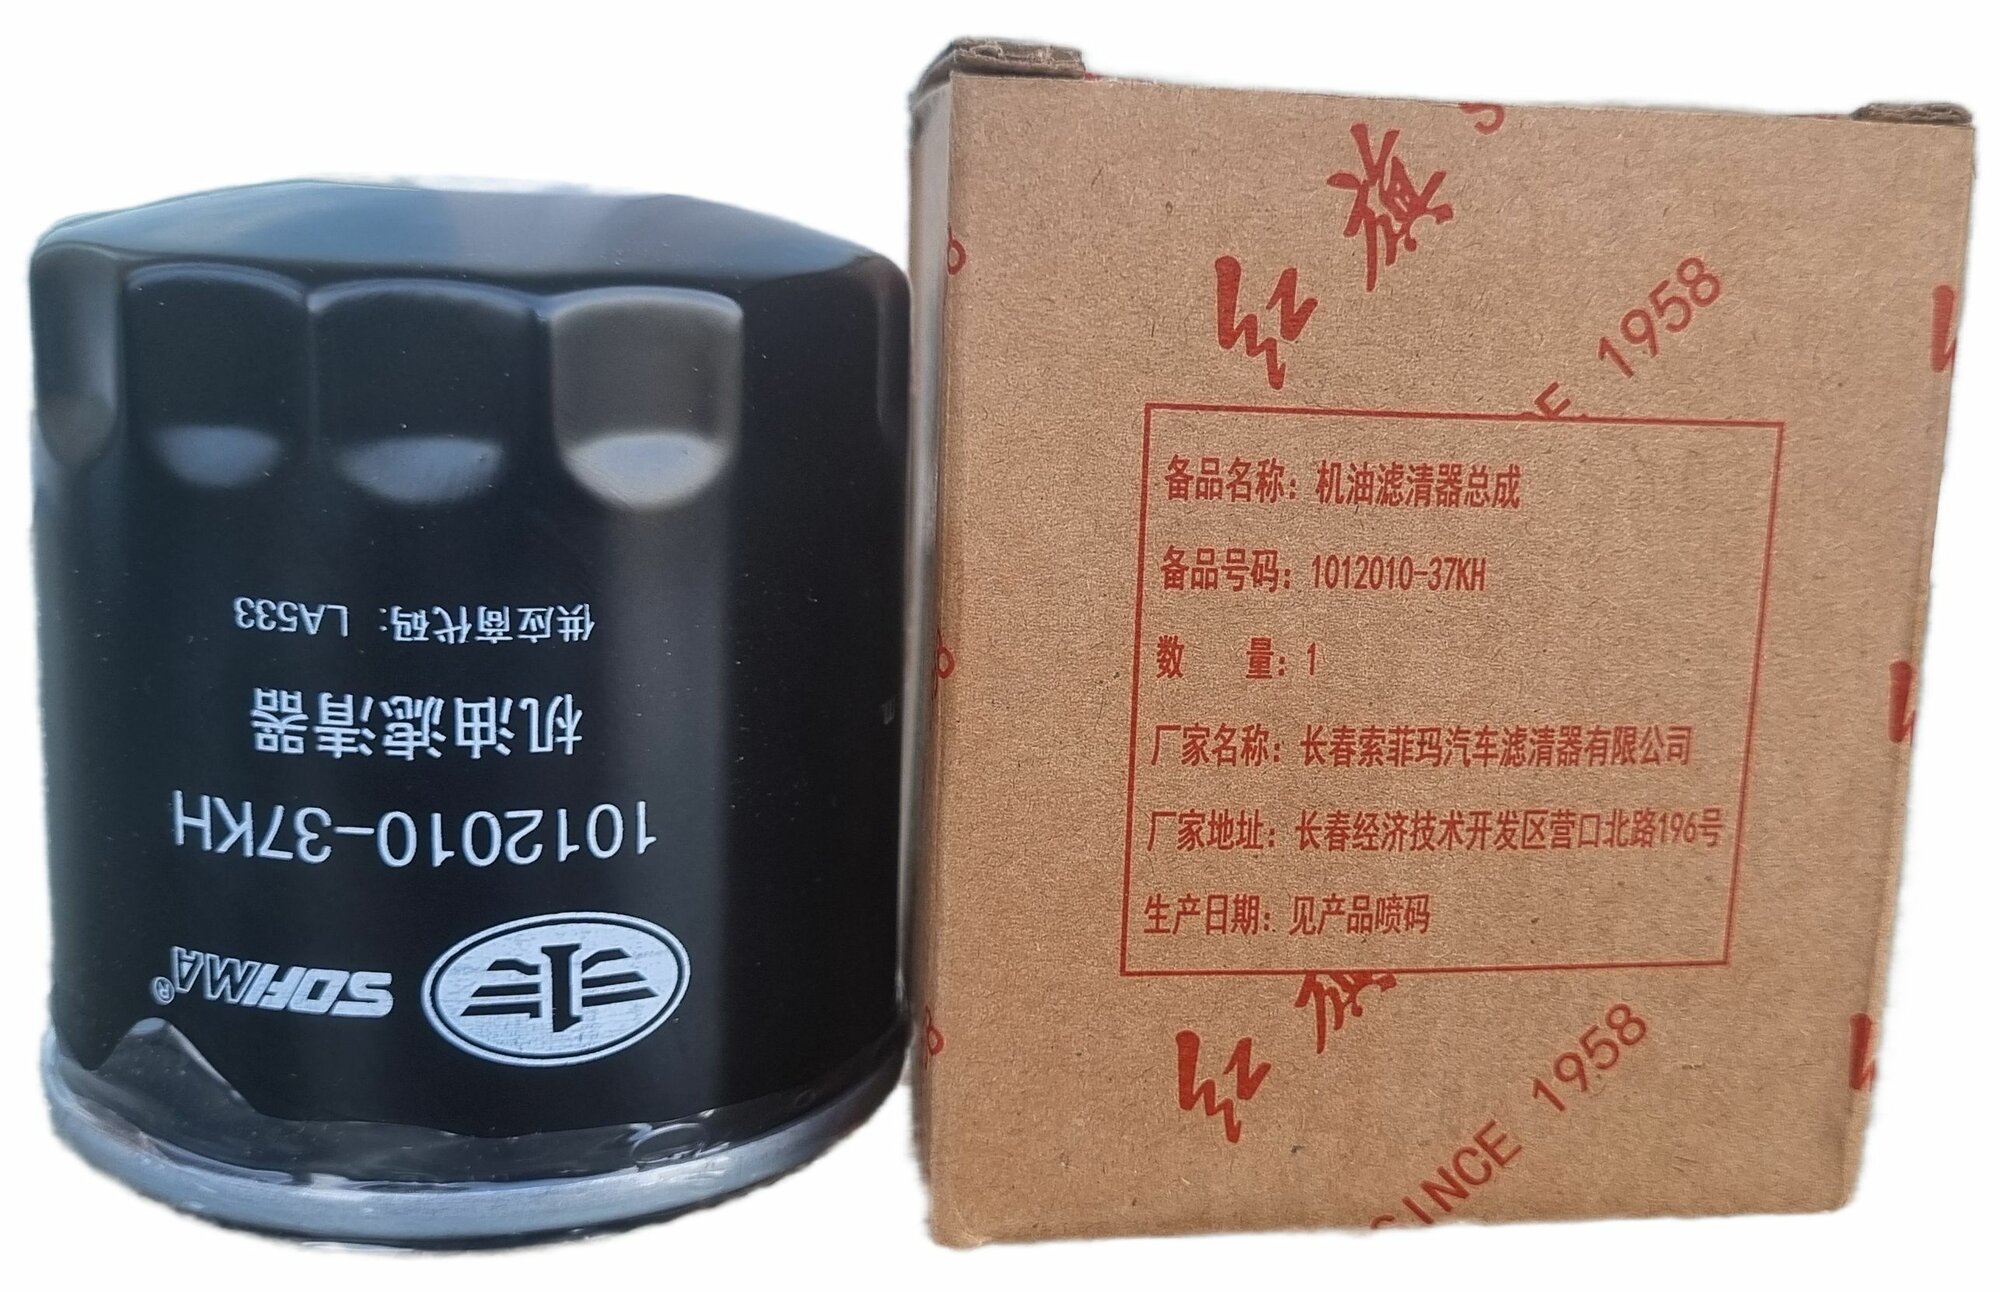 供应商代码: LA533
机油滤清器
1012010-37KH
SOFIMA®
红旗
1958
备品名称: 机油滤清器总成
备品号码: 1012010-37KH
数 量: 1
厂家名称: 长春索菲玛汽车滤清器有限公司
厂家地址: 长春经济技术开发区营口北路196号
生产日期: 见产品喷码
红旗
SINCE 1958